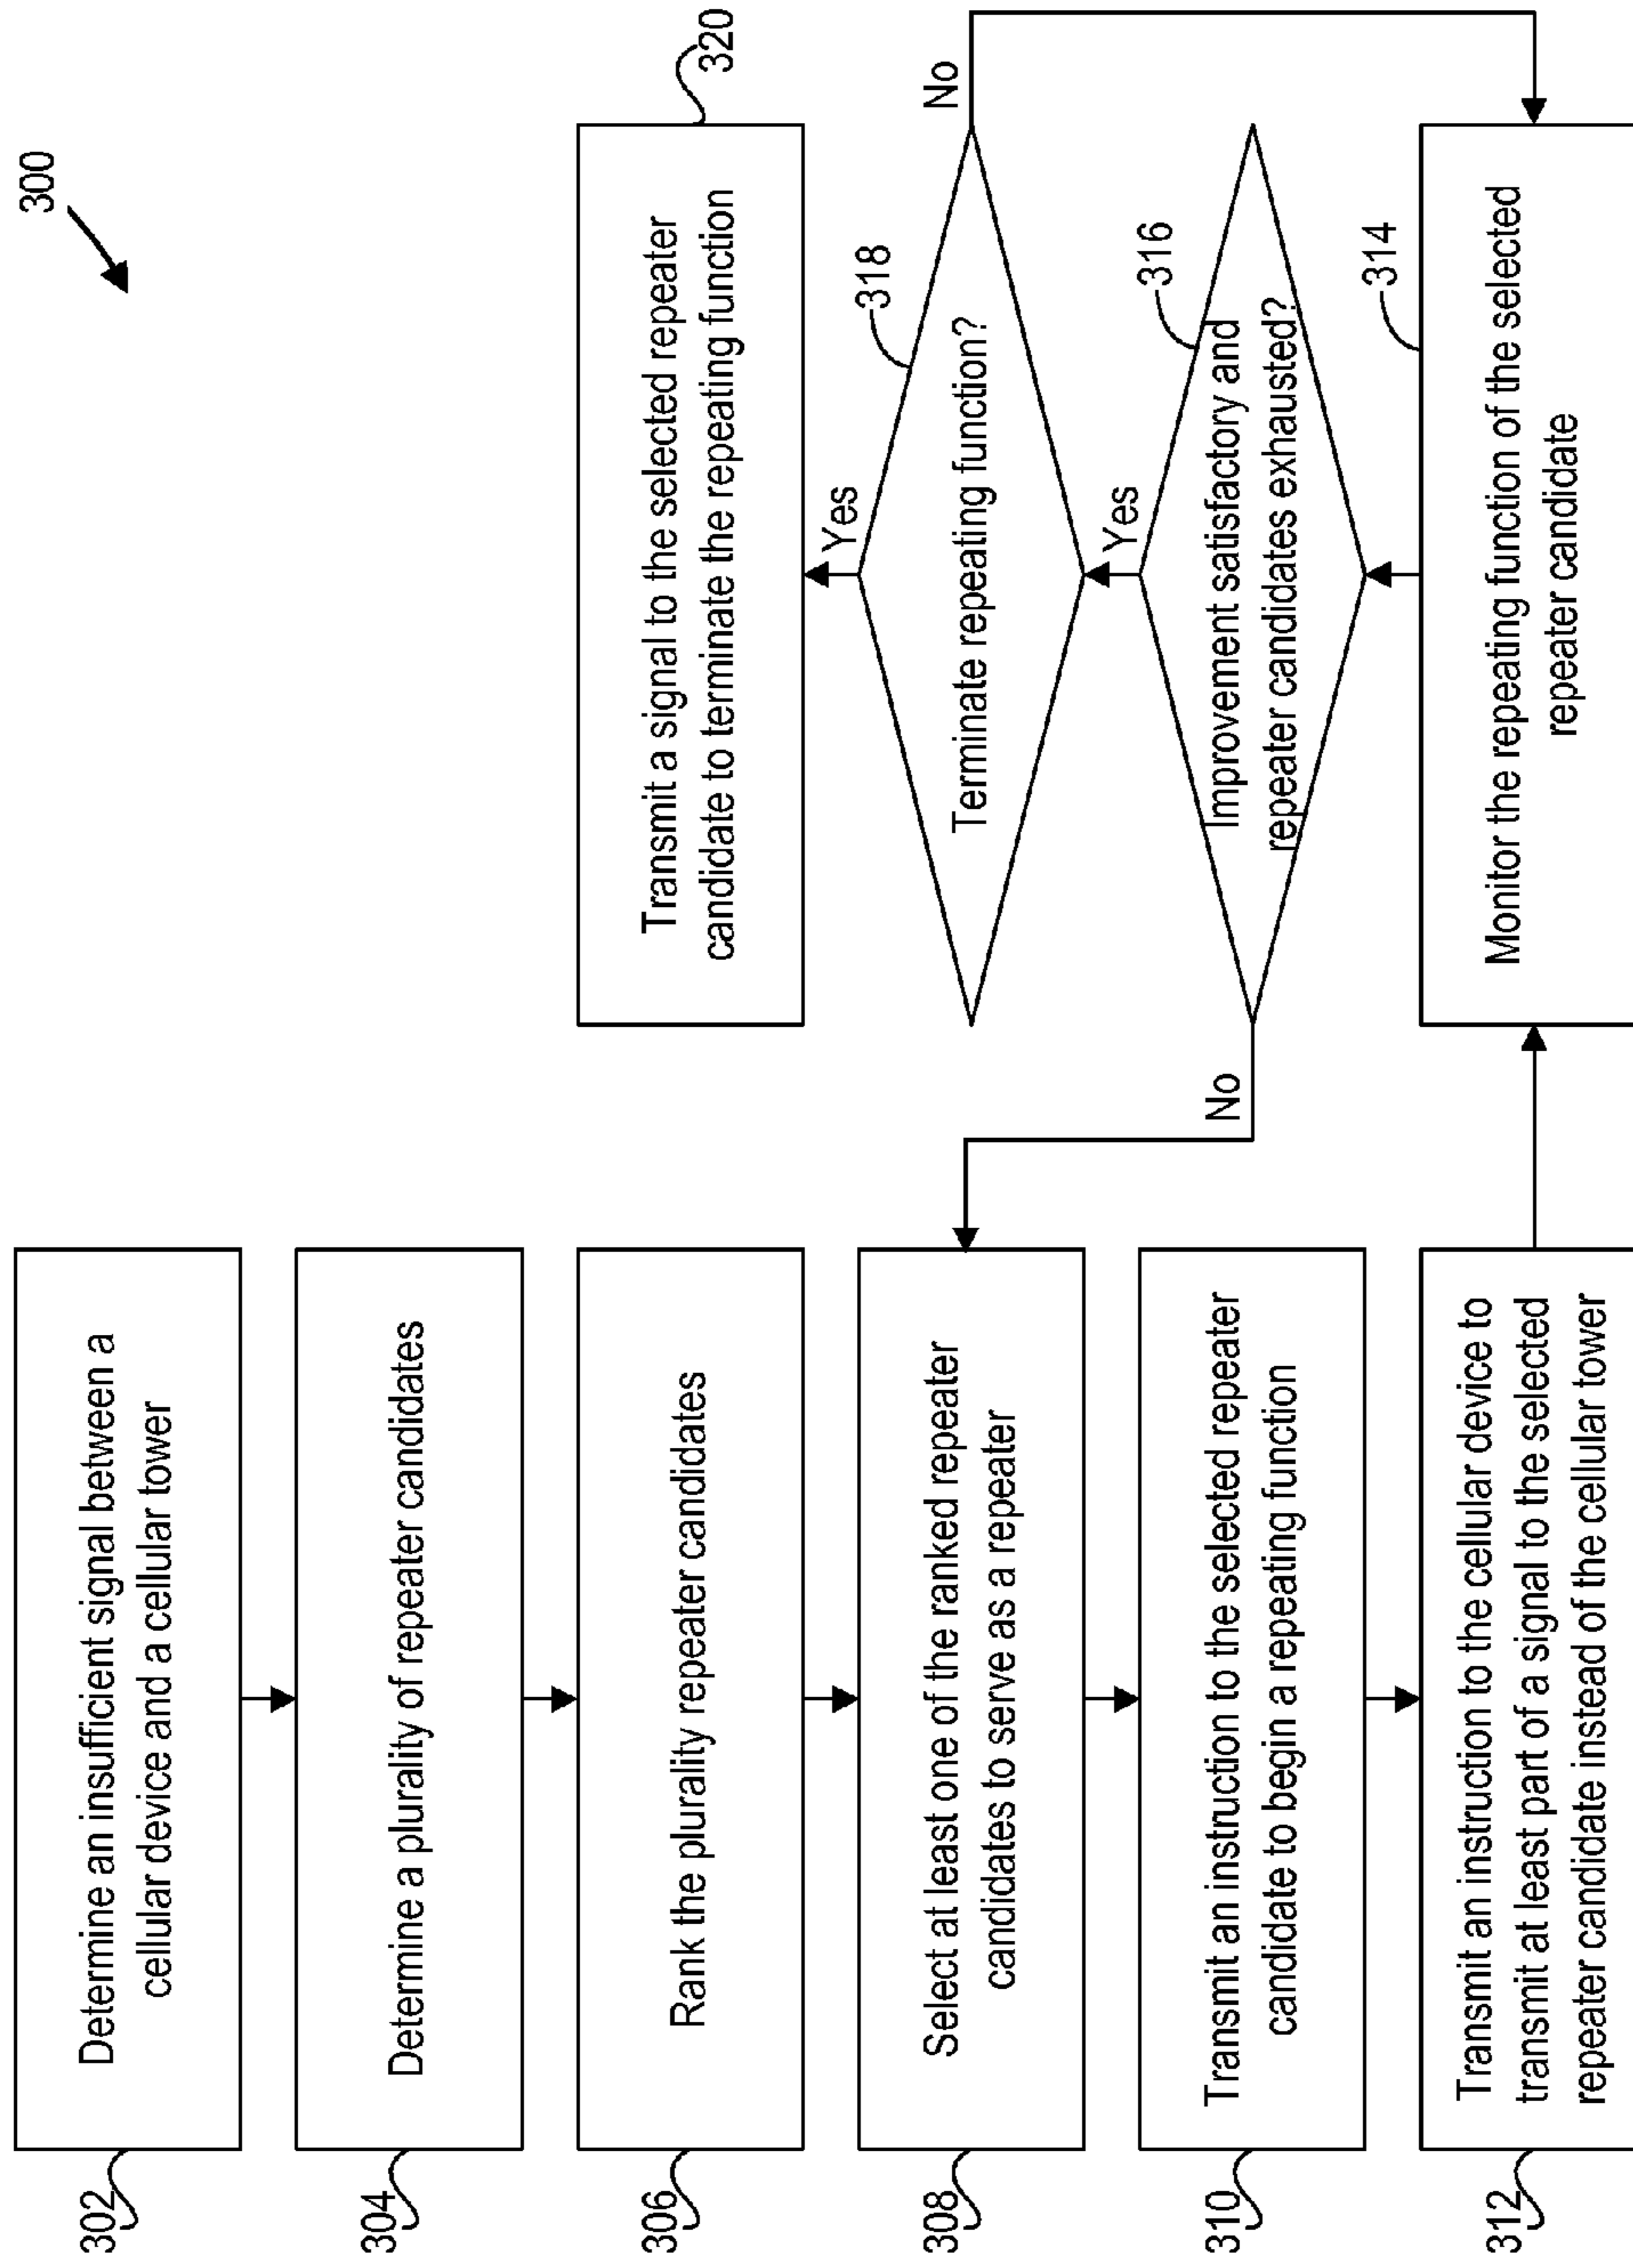 300
302
Determine an insufficient signal between a
cellular device and a cellular tower
304
Determine a plurality of repeater candidates
306
Rank the plurality repeater candidates
308
Select at least one of the ranked repeater
candidates to serve as a repeater
310
Transmit an instruction to the selected repeater
candidate to begin a repeating function
312
Transmit an instruction to the cellular device to
transmit at least part of a signal to the selected
repeater candidate instead of the cellular tower
314
Monitor the repeating function of the selected
repeater candidate
316
Improvement satisfactory and
repeater candidates exhausted?
No
Yes
318
Terminate repeating function?
No
Yes
320
Transmit a signal to the selected repeater
candidate to terminate the repeating function